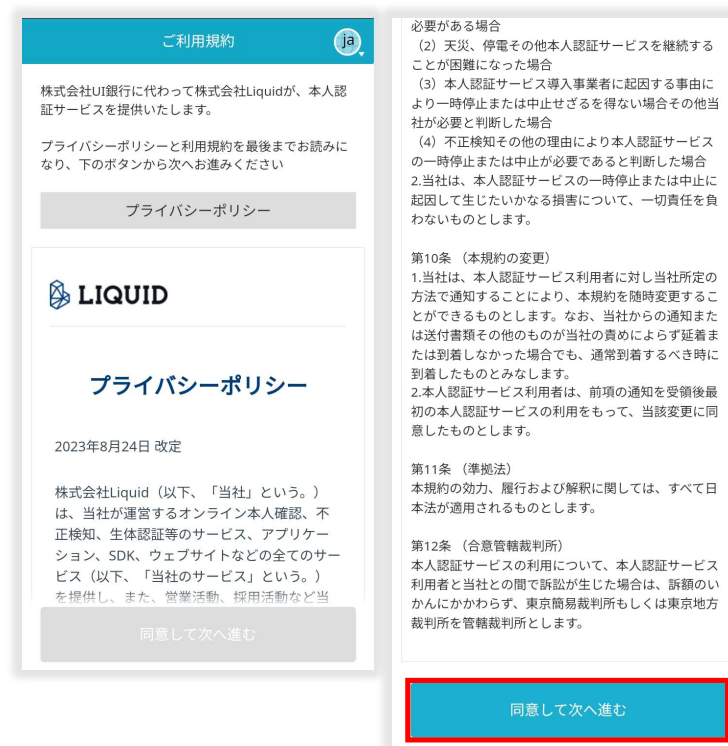 ご利用規約
ja
株式会社UI銀行に代わって株式会社Liquidが、本人認
証サービスを提供いたします。
プライバシーポリシーと利用規約を最後までお読みに
なり、下のボタンから次へお進みください
プライバシーポリシー
LIQUID
プライバシーポリシー
2023年8月24日 改定
株式会社Liquid（以下、「当社」という。）
は、当社が運営するオンライン本人確認、不
正検知、生体認証等のサービス、アプリケー
ション、SDK、ウェブサイトなどの全てのサー
ビス（以下、「当社のサービス」という。）
を提供し、また、営業活動、採用活動など当
同意して次へ進む
必要がある場合
（2）天災、停電その他本人認証サービスを継続する
ことが困難になった場合
（3）本人認証サービス導入事業者に起因する事由に
より一時停止または中止せざるを得ない場合その他当
社が必要と判断した場合
（4）不正検知その他の理由により本人認証サービス
の一時停止または中止が必要であると判断した場合
2.当社は、本人認証サービスの一時停止または中止に
起因して生じたいかなる損害について、一切責任を負
わないものとします。
第10条 （本規約の変更）
1.当社は、本人認証サービス利用者に対し当社所定の
方法で通知することにより、本規約を随時変更するこ
とができるものとします。なお、当社からの通知また
は送付書類その他のものが当社の責めによらず延着ま
たは到着しなかった場合でも、通常到着するべき時に
到着したものとみなします。
2.本人認証サービス利用者は、前項の通知を受領後最
初の本人認証サービスの利用をもって、当該変更に同
意したものとします。
第11条 （準拠法）
本規約の効力、履行および解釈に関しては、すべて日
本法が適用されるものとします。
第12条 （合意管轄裁判所）
本人認証サービスの利用について、本人認証サービス
利用者と当社との間で訴訟が生じた場合は、訴額のい
かんにかかわらず、東京簡易裁判所もしくは東京地方
裁判所を管轄裁判所とします。
同意して次へ進む